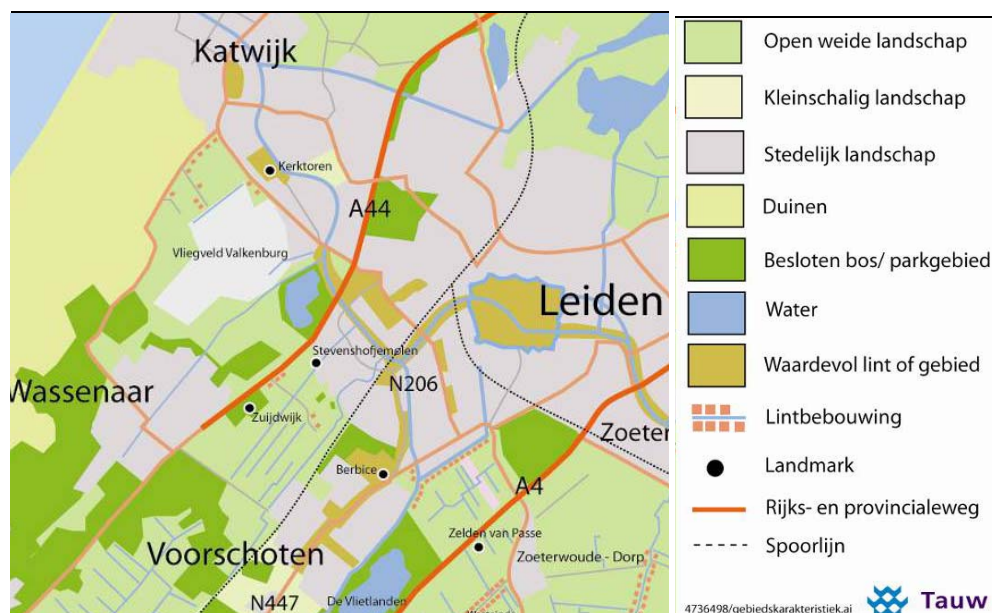 Katwijk
Kerktoren
A44
Vliegveld Valkenburg
Leiden
Stevenshofjemolen
N206
Wassenaar
Zuijdwijk
Zoeter
Berbice
A4
Zelden van Passe
Voorschoten
Zoeterwoude - Dorp
N447
De Vlietlanden
Open weide landschap
Kleinschalig landschap
Stedelijk landschap
Duinen
Besloten bos/ parkgebied
Water
Waardevol lint of gebied
Lintbebouwing
Landmark
Rijks- en provincialeweg
Spoorlijn
4736498/gebiedskarakteristiek.ai
Tauw